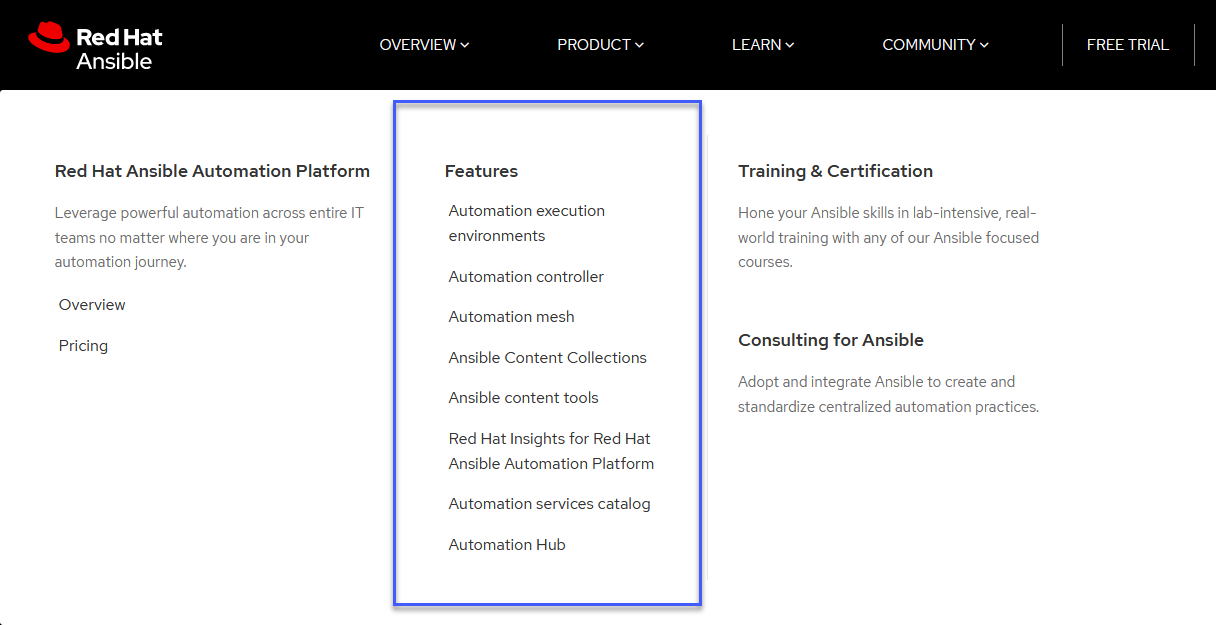 Red Hat
Ansible
OVERVIEW
PRODUCT
LEARN
COMMUNITY
FREE TRIAL
Red Hat Ansible Automation Platform
Leverage powerful automation across entire IT
teams no matter where you are in your
automation journey.
Overview
Pricing
Features
Automation execution
environments
Automation controller
Automation mesh
Ansible Content Collections
Ansible content tools
Red Hat Insights for Red Hat
Ansible Automation Platform
Automation services catalog
Automation Hub
Training & Certification
Hone your Ansible skills in lab-intensive, real-
world training with any of our Ansible focused
courses.
Consulting for Ansible
Adopt and integrate Ansible to create and
standardize centralized automation practices.